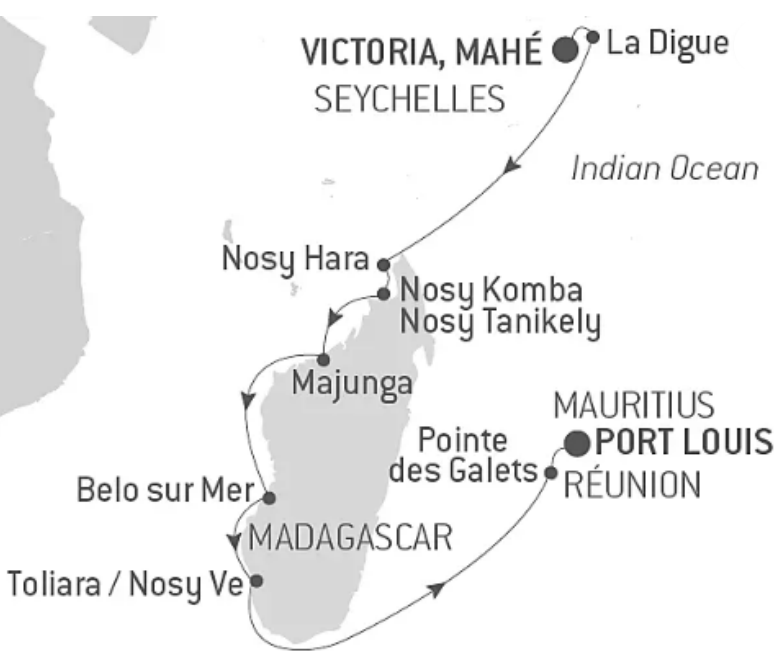 VICTORIA, MAHÉ
La Digue
SEYCHELLES
Indian Ocean
Nosy Hara
Nosy Komba
Nosy Tanikely
Majunga
MAURITIUS
Pointe
PORT LOUIS
des Galets
RÉUNION
Belo sur Mer
MADAGASCAR
Toliara / Nosy Ve